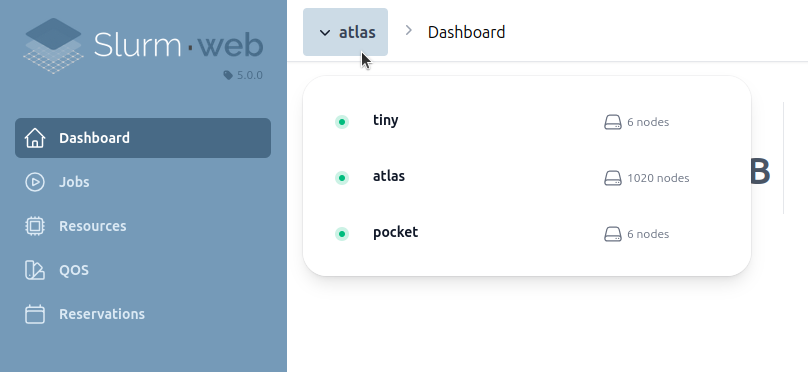 Slurm·web
5.0.0
Dashboard
Jobs
Resources
QOS
Reservations
atlas
Dashboard
tiny
6 nodes
atlas
1020 nodes
pocket
6 nodes
B